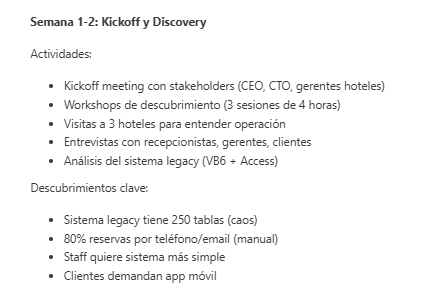 Semana 1-2: Kickoff y Discovery
Actividades:
• Kickoff meeting con stakeholders (CEO, CTO, gerentes hoteles)
• Workshops de descubrimiento (3 sesiones de 4 horas)
• Visitas a 3 hoteles para entender operación
• Entrevistas con recepcionistas, gerentes, clientes
• Análisis del sistema legacy (VB6 + Access)
Descubrimientos clave:
• Sistema legacy tiene 250 tablas (caos)
• 80% reservas por teléfono/email (manual)
• Staff quiere sistema más simple
• Clientes demandan app móvil